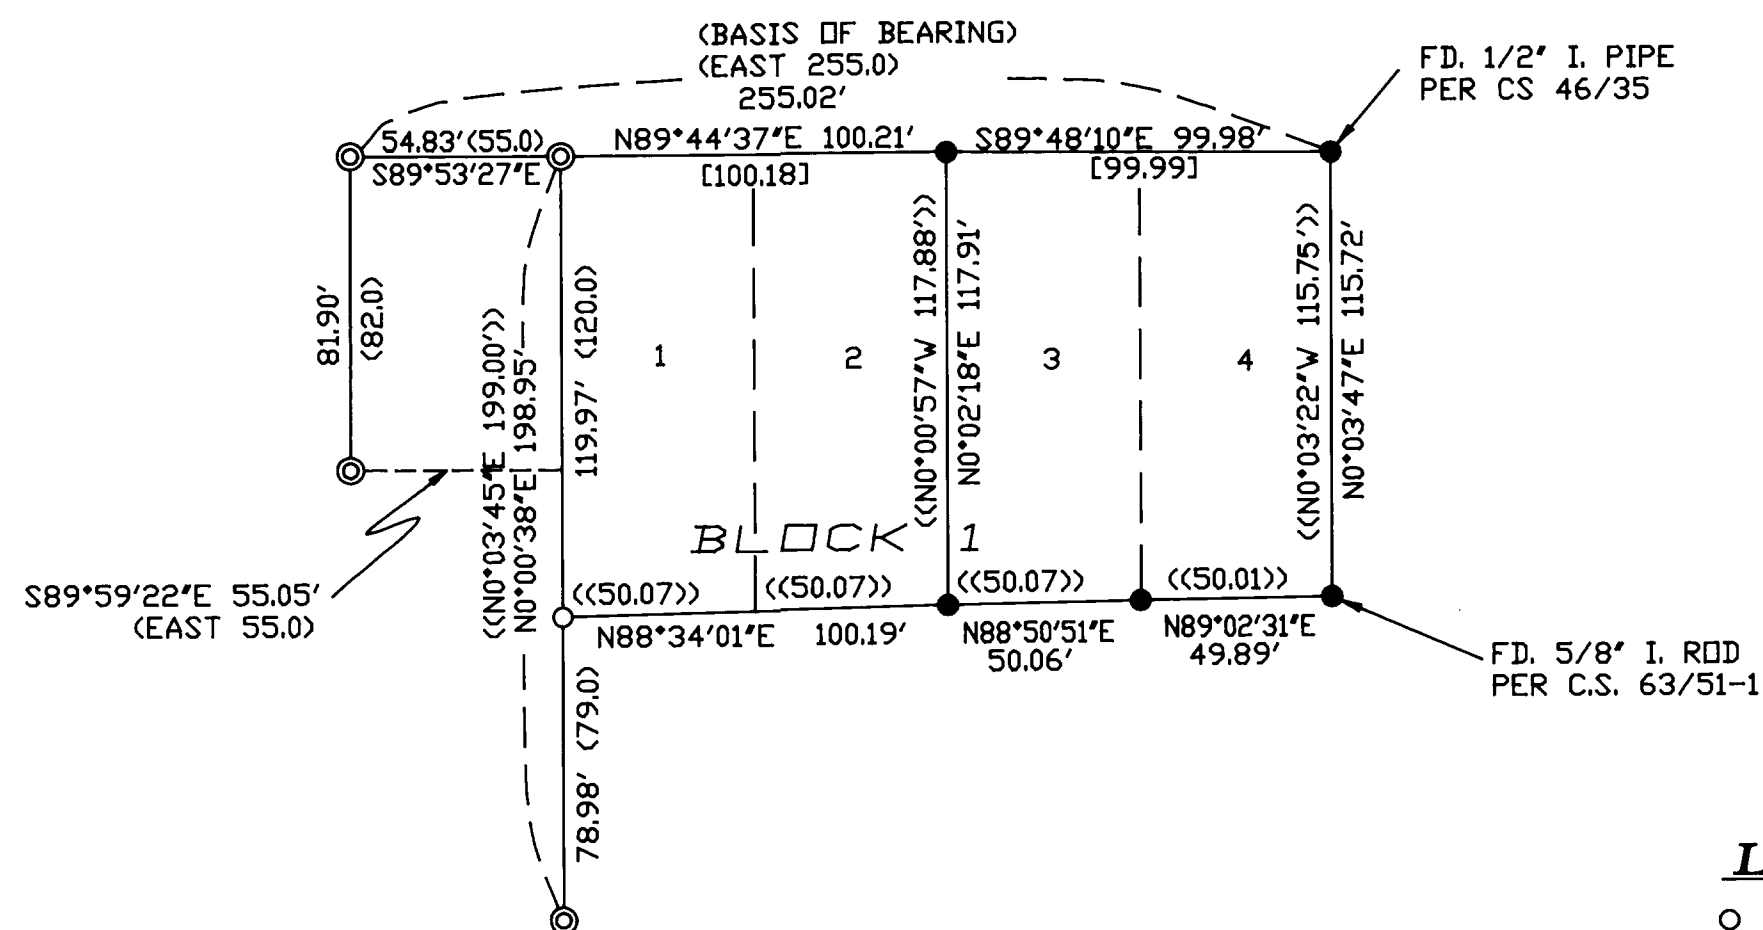 (BASIS OF BEARING)
(EAST 255.0)
255.02'
FD. 1/2" I. PIPE
PER CS 46/35
54.83'(55.0)
S89°53'27"E
N89°44'37"E 100.21'
[100.18]
S89°48'10"E 99.98'
[99.99]
81.90'
(82.0)
((N0°03'45"E 199.00'))
N0°00'38"E 198.95'
119.97' (120.0)
1
2
((N0°00'57"W 117.88'))
N0°02'18"E 117.91'
3
4
((N0°03'22"W 115.75'))
N0°03'47"E 115.72'
BLOCK 1
S89°59'22"E 55.05'
(EAST 55.0)
((50.07))
((50.07))
((50.07))
((50.01))
N88°34'01"E 100.19'
N88°50'51"E
50.06'
N89°02'31"E
49.89'
FD. 5/8" I. ROD
PER C.S. 63/51-1
78.98' (79.0)
L